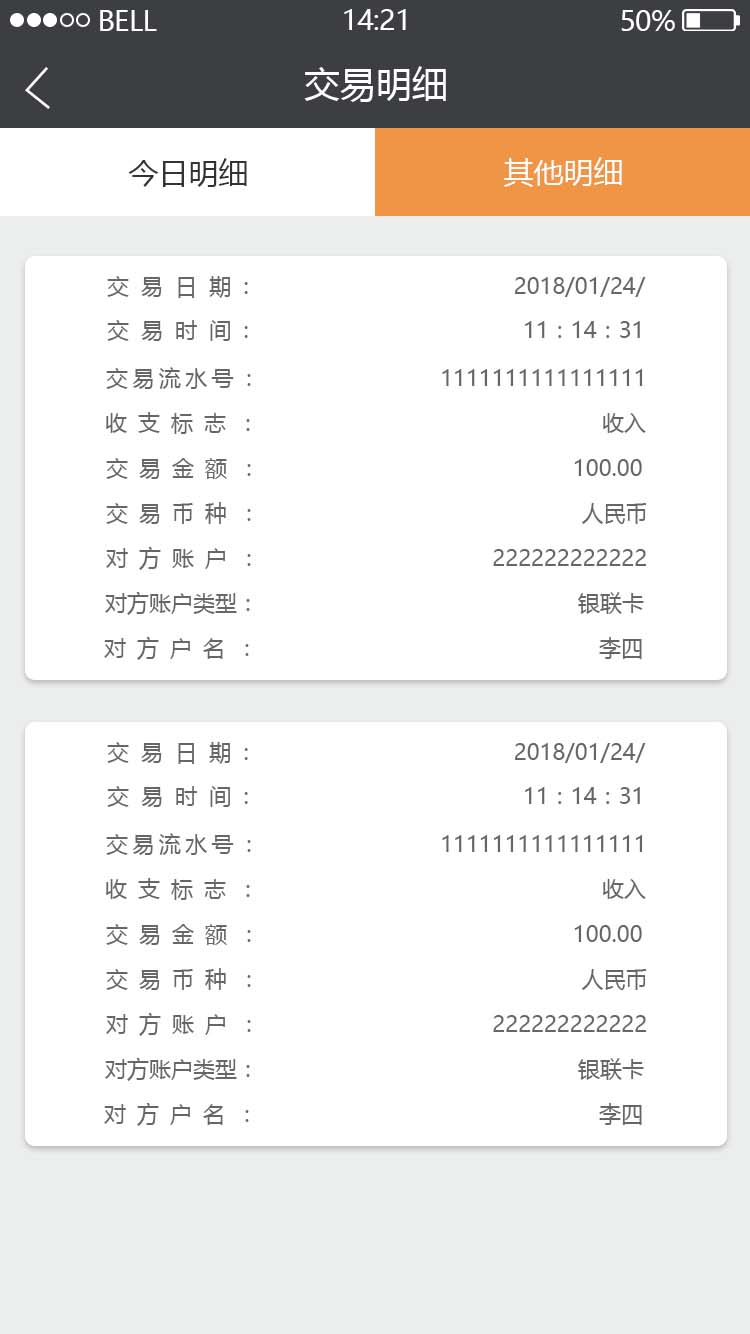 BELL 14:21 50%
交易明细
今日明细 其他明细
交易日期： 2018/01/24/
交易时间： 11：14：31
交易流水号： 1111111111111111
收支标志： 收入
交易金额： 100.00
交易币种： 人民币
对方账户： 222222222222
对方账户类型： 银联卡
对方户名： 李四
交易日期： 2018/01/24/
交易时间： 11：14：31
交易流水号： 1111111111111111
收支标志： 收入
交易金额： 100.00
交易币种： 人民币
对方账户： 222222222222
对方账户类型： 银联卡
对方户名： 李四